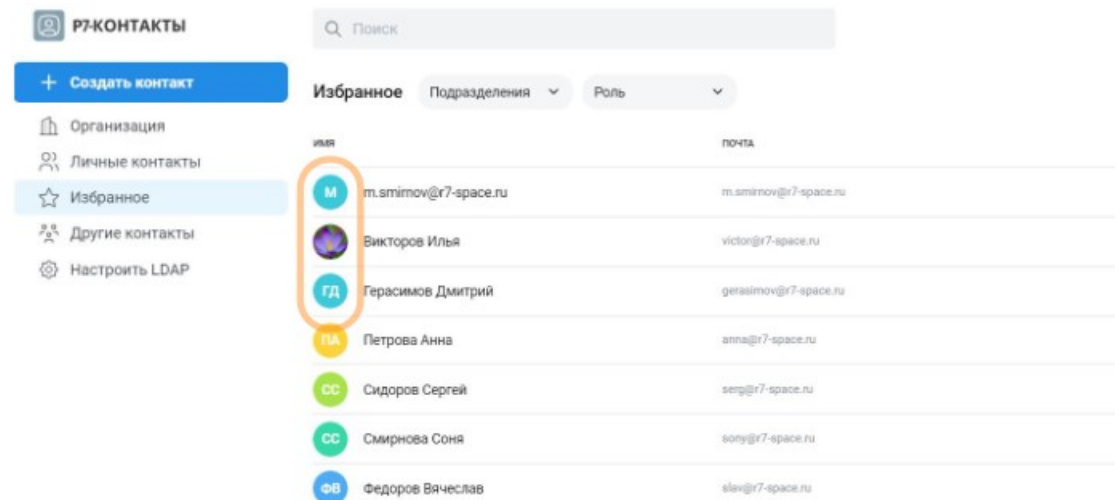 Р7-КОНТАКТЫ
Поиск
+ Создать контакт
Избранное Подразделения Роль
Организация
Личные контакты
Избранное
Другие контакты
Настроить LDAP
ИМЯ ПОЧТА
М m.smirnov@r7-space.ru m.smirnov@r7-space.ru
Викторов Илья victor@r7-space.ru
ГД Герасимов Дмитрий gerasimov@r7-space.ru
ПА Петрова Анна anna@r7-space.ru
СС Сидоров Сергей serg@r7-space.ru
СС Смирнова Соня sony@r7-space.ru
ФВ Федоров Вячеслав slav@r7-space.ru